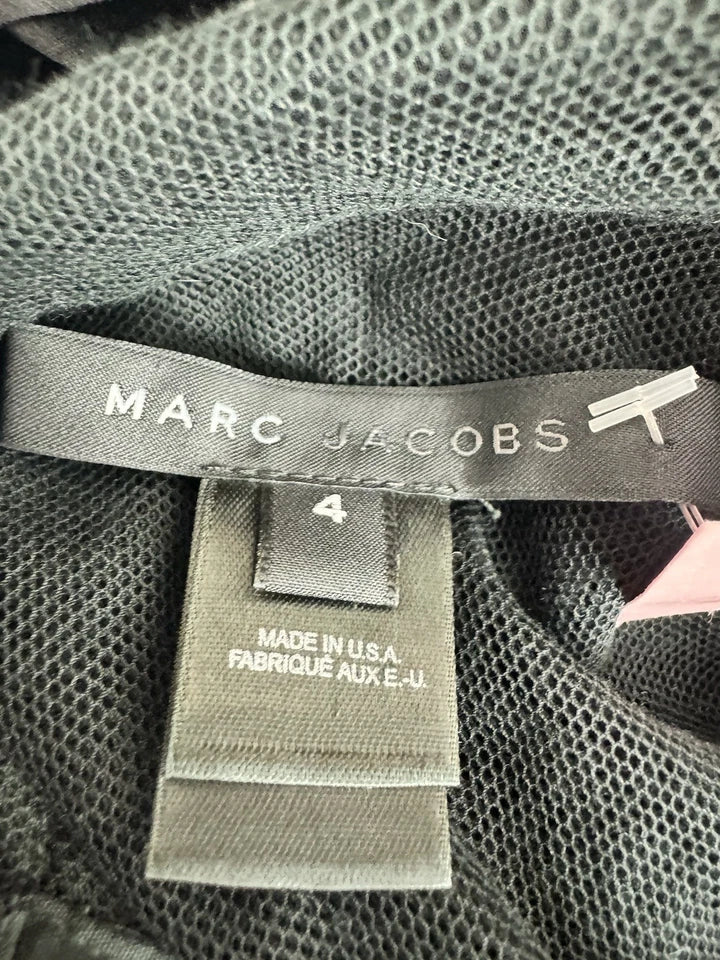 MARC JACOBS
4
MADE IN U.S.A.
FABRIQUÉ AUX E.-U.